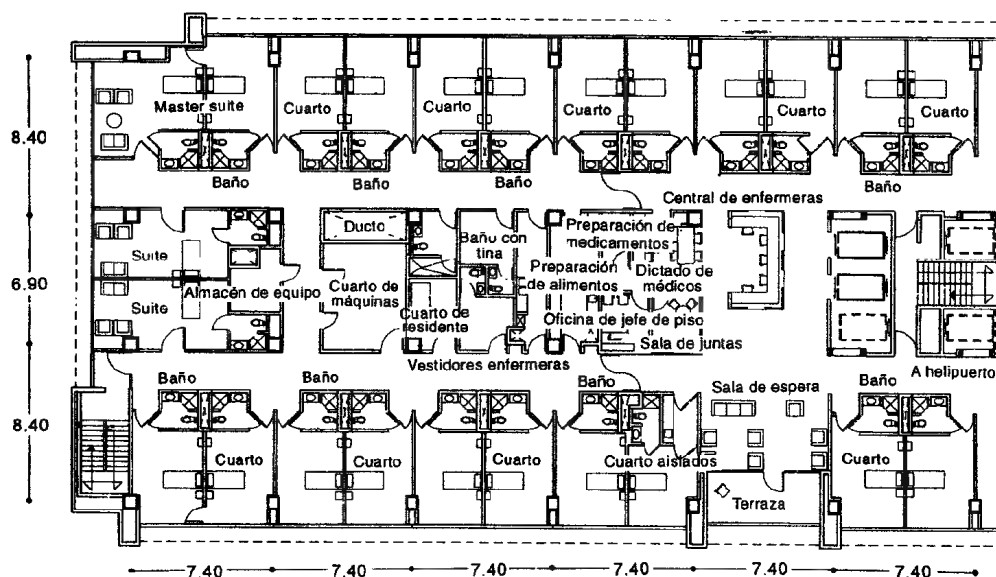 8.40
Master suite
Cuarto
Cuarto
Cuarto
Cuarto
Cuarto
Baño
Baño
Baño
Baño
Central de enfermeras
6.90
Suite
Suite
Almacén de equipo
Ducto
Cuarto de
máquinas
Baño con
tina
Cuarto de
residente
Preparación de
medicamentos
Preparación
de alimentos
Dictado de
médicos
Oficina de jefe de piso
Sala de juntas
Vestidores enfermeras
A helipuerto
8.40
Baño
Baño
Baño
Sala de espera
Baño
Cuarto
Cuarto
Cuarto
Cuarto aislados
Cuarto
Terraza
7.40
7.40
7.40
7.40
7.40
7.40